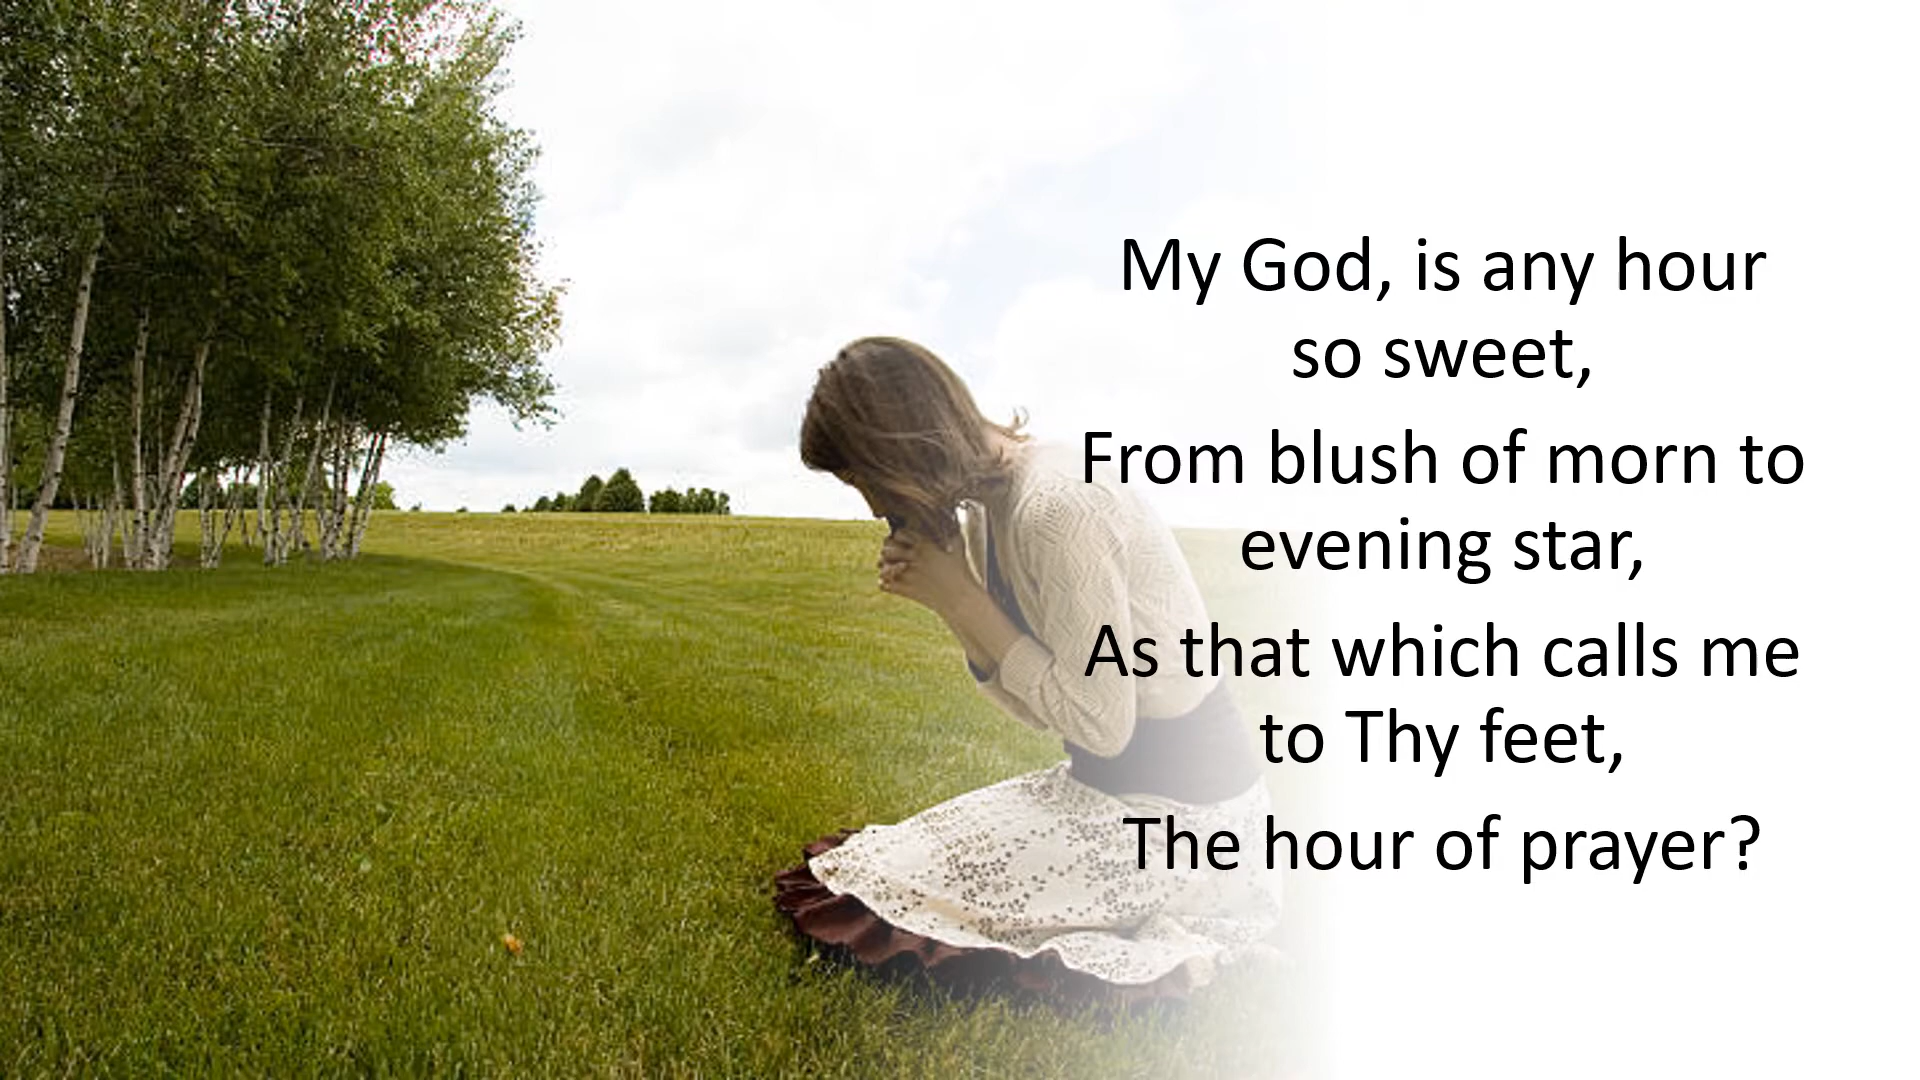 My God, is any hour
so sweet,
From blush of morn to
evening star,
As that which calls me
to Thy feet,
The hour of prayer?